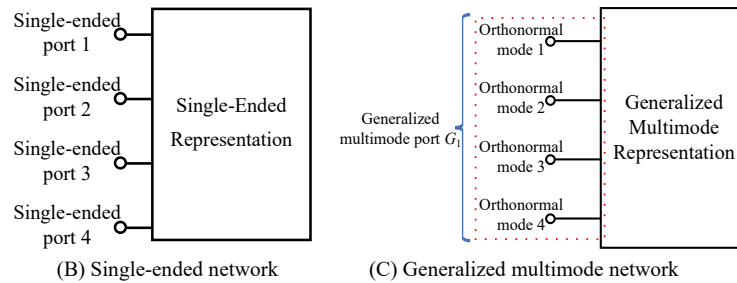 Single-ended
port 1
Single-ended
port 2
Single-ended
port 3
Single-ended
port 4
Single-Ended
Representation
(B) Single-ended network
Generalized
multimode port G1
Orthonormal
mode 1
Orthonormal
mode 2
Orthonormal
mode 3
Orthonormal
mode 4
Generalized
Multimode
Representation
(C) Generalized multimode network